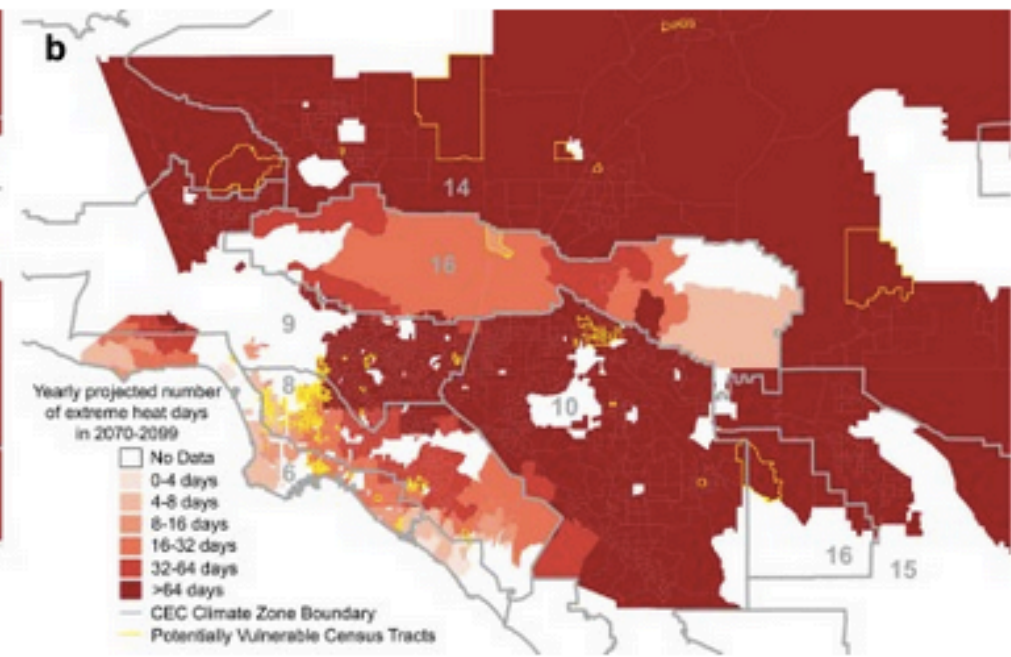 b
14
16
9
8
10
6
16
15
Yearly projected number
of extreme heat days
in 2070-2099
No Data
0-4 days
4-8 days
8-16 days
16-32 days
32-64 days
>64 days
CEC Climate Zone Boundary
Potentially Vulnerable Census Tracts